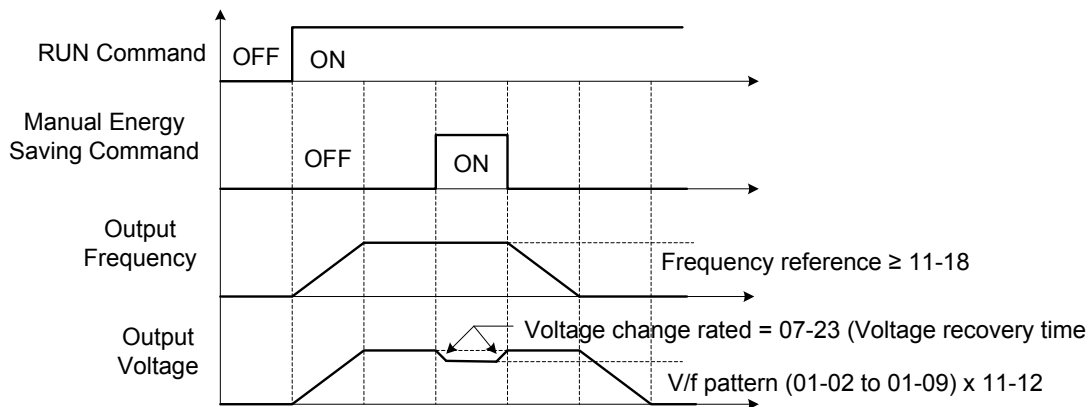 RUN Command
OFF
ON
Manual Energy
Saving Command
OFF
ON
Output
Frequency
Frequency reference ≥ 11-18
Output
Voltage
Voltage change rated = 07-23 (Voltage recovery time
V/f pattern (01-02 to 01-09) x 11-12